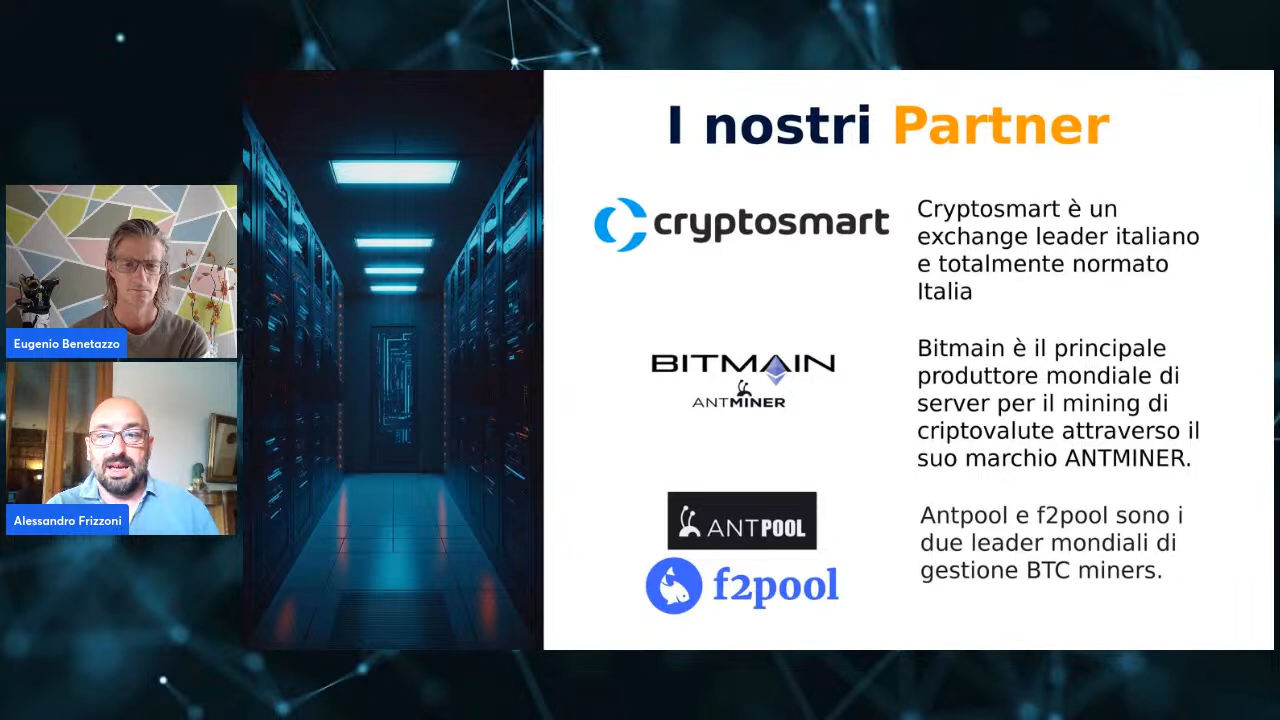 I nostri Partner
cryptosmart
Cryptosmart è un
exchange leader italiano
e totalmente normato
Italia
BITMAIN
ANTMINER
Bitmain è il principale
produttore mondiale di
server per il mining di
criptovalute attraverso il
suo marchio ANTMINER.
ANTPOOL
f2pool
Antpool e f2pool sono i
due leader mondiali di
gestione BTC miners.
Eugenio Benetazzo
Alessandro Frizzoni